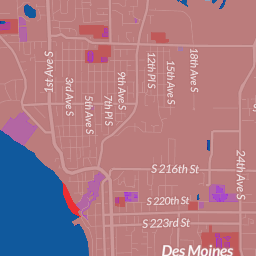 1st Ave S
3rd Ave S
5th Ave S
7th Pl S
9th Ave S
12th Pl S
15th Ave S
18th Ave S
24th Ave S
S 216th St
S 220th St
S 223rd St
Des Moines